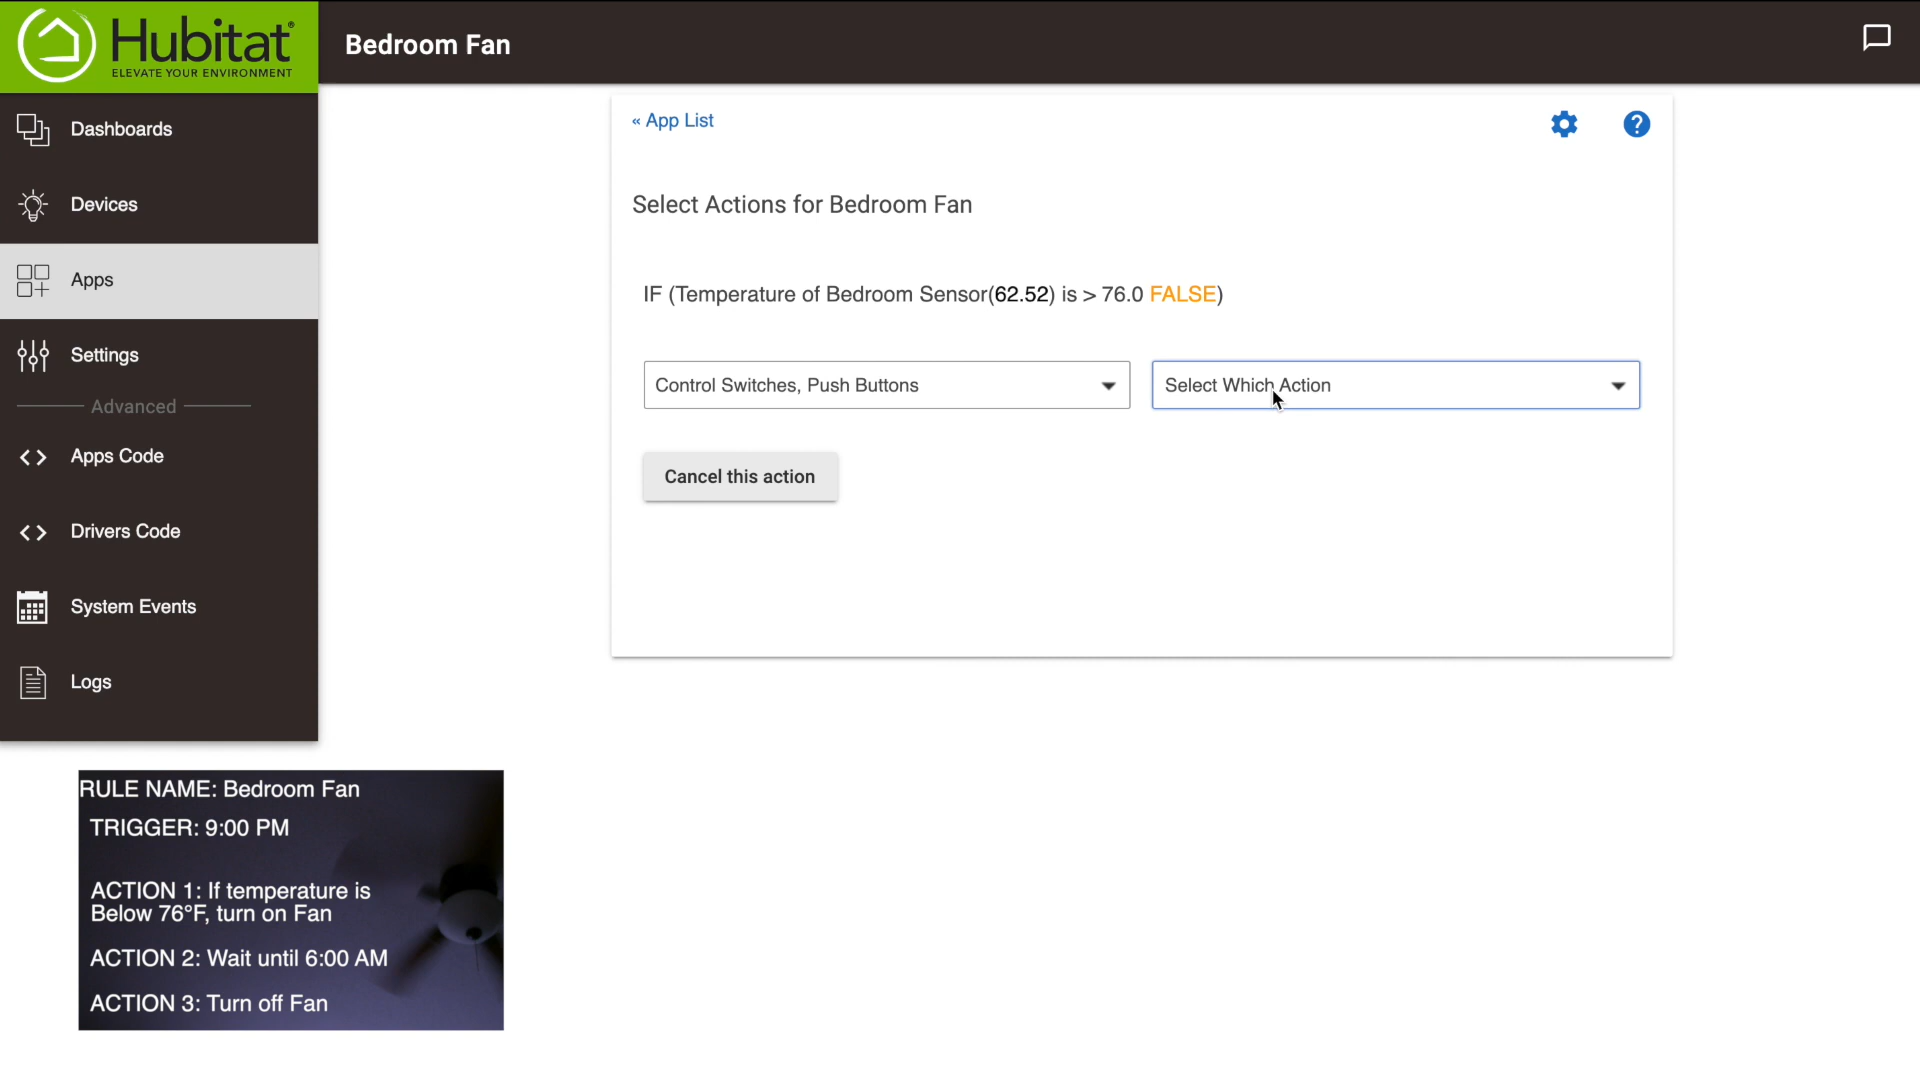 Hubitat®
ELEVATE YOUR ENVIRONMENT
Bedroom Fan
Dashboards
Devices
Apps
Settings
Advanced
Apps Code
Drivers Code
System Events
Logs
« App List
?
Select Actions for Bedroom Fan
IF (Temperature of Bedroom Sensor(62.52) is > 76.0 FALSE)
Control Switches, Push Buttons
Select Which Action
Cancel this action
RULE NAME: Bedroom Fan
TRIGGER: 9:00 PM
ACTION 1: If temperature is
Below 76°F, turn on Fan
ACTION 2: Wait until 6:00 AM
ACTION 3: Turn off Fan